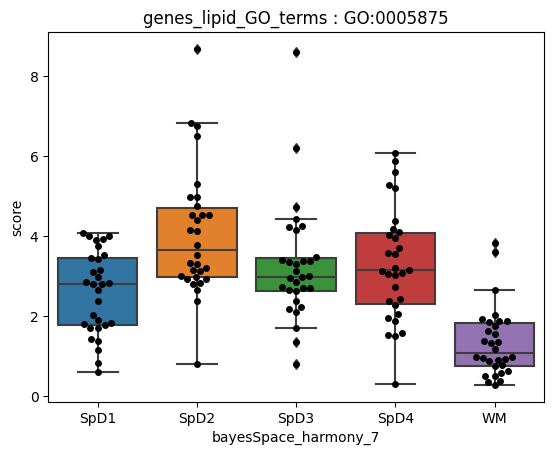 genes_lipid_GO_terms : GO:0005875
8
6
4
2
0
score
SpD1 SpD2 SpD3 SpD4 WM
bayesSpace_harmony_7